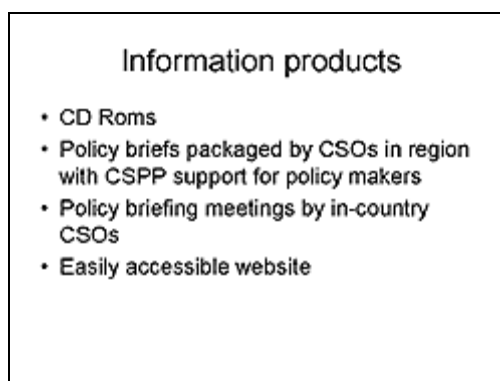 Information products
• CD Roms
• Policy briefs packaged by CSOs in region
with CSPP support for policy makers
• Policy briefing meetings by in-country
CSOs
• Easily accessible website